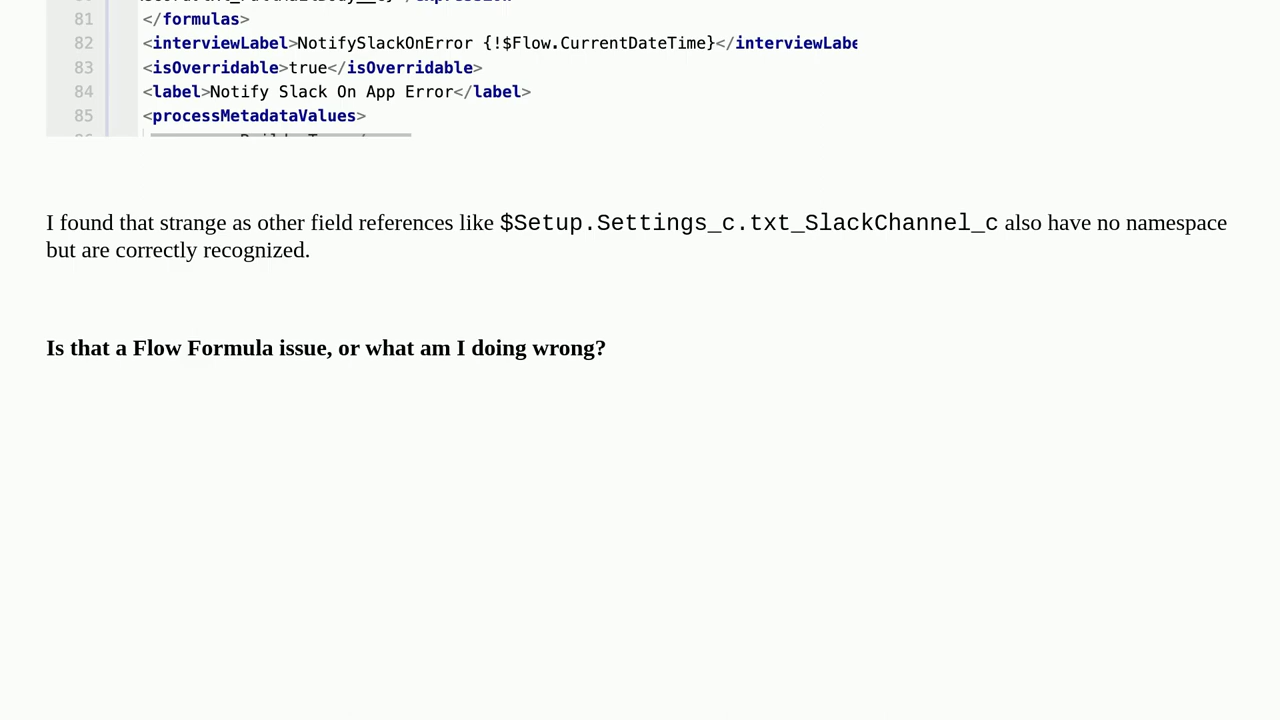 81 </formulas>
82 <interviewLabel>NotifySlackOnError {!$Flow.CurrentDateTime}</interviewLabe
83 <isOverridable>true</isOverridable>
84 <label>Notify Slack On App Error</label>
85 <processMetadataValues>
I found that strange as other field references like $Setup.Settings_c.txt_SlackChannel_c also have no namespace
but are correctly recognized.
Is that a Flow Formula issue, or what am I doing wrong?